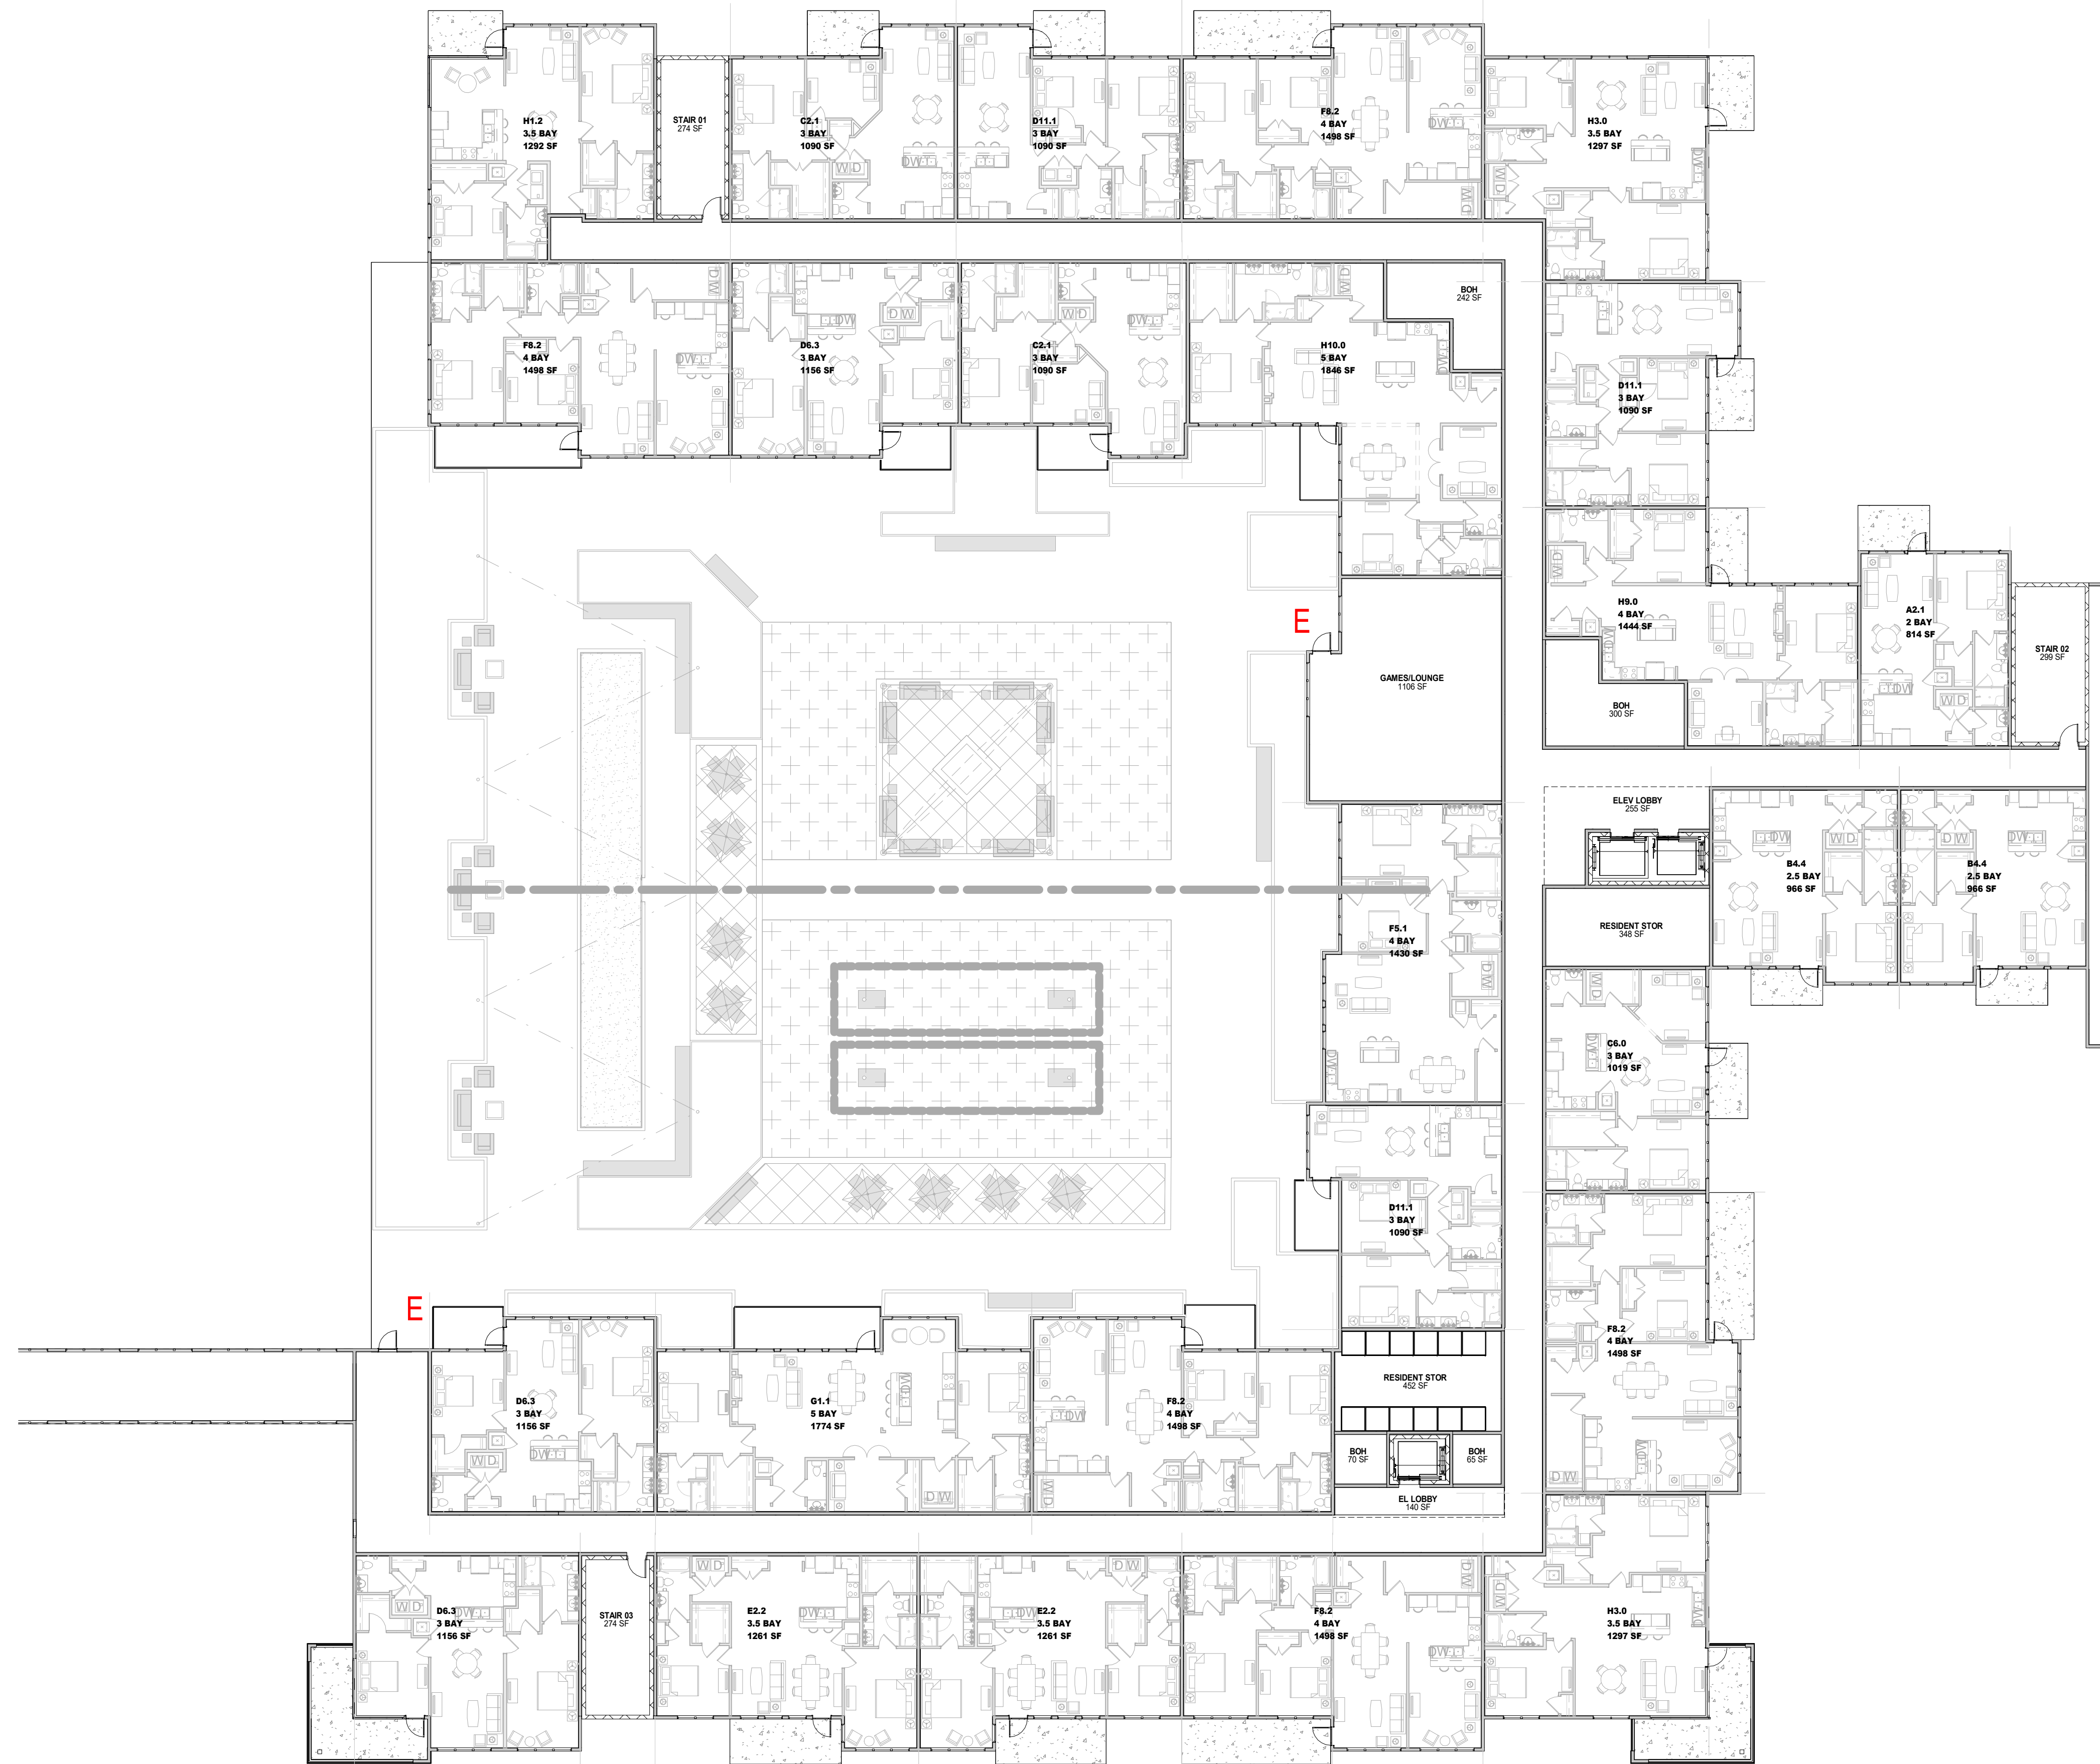 H1.2
3.5 BAY
1292 SF
STAIR 01
274 SF
C2.1
3 BAY
1090 SF
D11.1
3 BAY
1090 SF
F8.2
4 BAY
1498 SF
H3.0
3.5 BAY
1297 SF
F8.2
4 BAY
1498 SF
D6.3
3 BAY
1156 SF
C2.1
3 BAY
1090 SF
H10.0
5 BAY
1846 SF
BOH
242 SF
D11.1
3 BAY
1090 SF
E
H9.0
4 BAY
1444 SF
A2.1
2 BAY
814 SF
STAIR 02
299 SF
GAMES/LOUNGE
1106 SF
BOH
300 SF
ELEV LOBBY
255 SF
B4.4
2.5 BAY
966 SF
B4.4
2.5 BAY
966 SF
RESIDENT STOR
348 SF
F5.1
4 BAY
1430 SF
C6.0
3 BAY
1019 SF
D11.1
3 BAY
1090 SF
E
F8.2
4 BAY
1498 SF
D6.3
3 BAY
1156 SF
G1.1
5 BAY
1774 SF
F8.2
4 BAY
1498 SF
RESIDENT STOR
452 SF
BOH
70 SF
BOH
65 SF
EL LOBBY
140 SF
D6.3
3 BAY
1156 SF
STAIR 03
274 SF
E2.2
3.5 BAY
1261 SF
E2.2
3.5 BAY
1261 SF
F8.2
4 BAY
1498 SF
H3.0
3.5 BAY
1297 SF